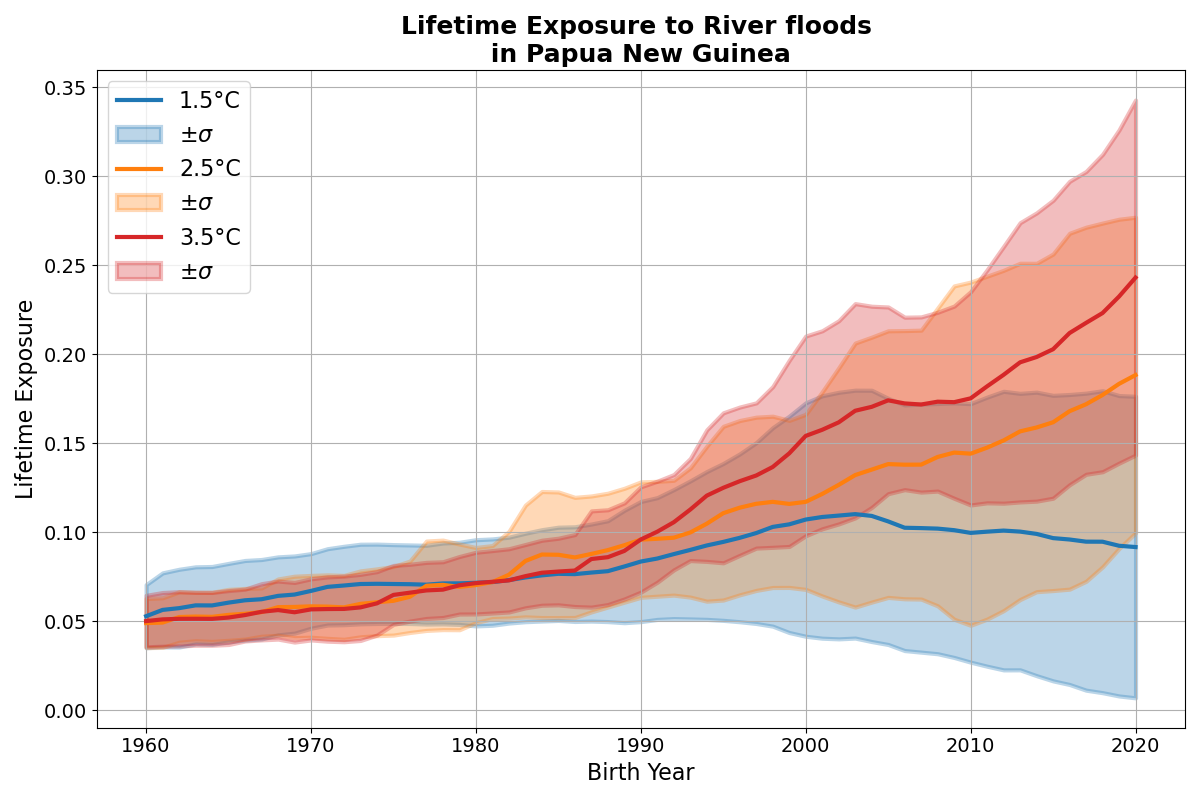 Lifetime Exposure to River floods
in Papua New Guinea
0.35
0.30
0.25
0.20
0.15
0.10
0.05
0.00
Lifetime Exposure
1.5°C
±σ
2.5°C
±σ
3.5°C
±σ
1960 1970 1980 1990 2000 2010 2020
Birth Year